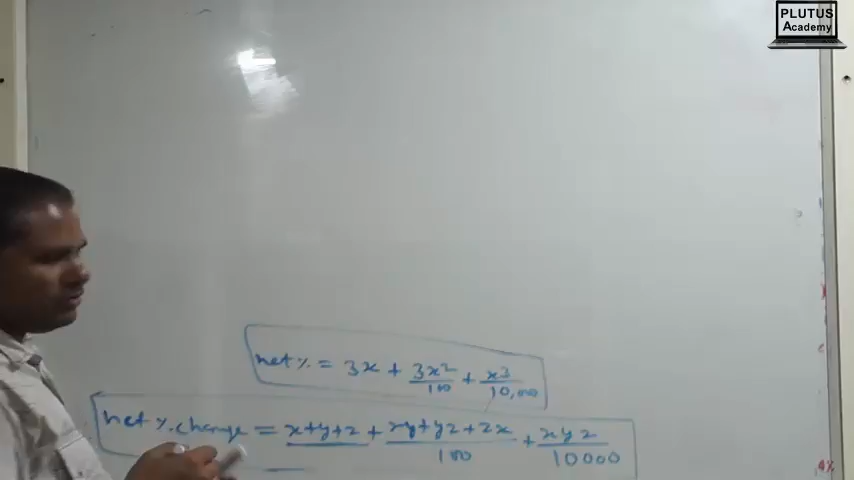 PLUTUS
Academy
net % = 3x + 3x²/100 + x³/10,000
net % change = x+y+z + xy+yz+zx/100 + xyz/10000